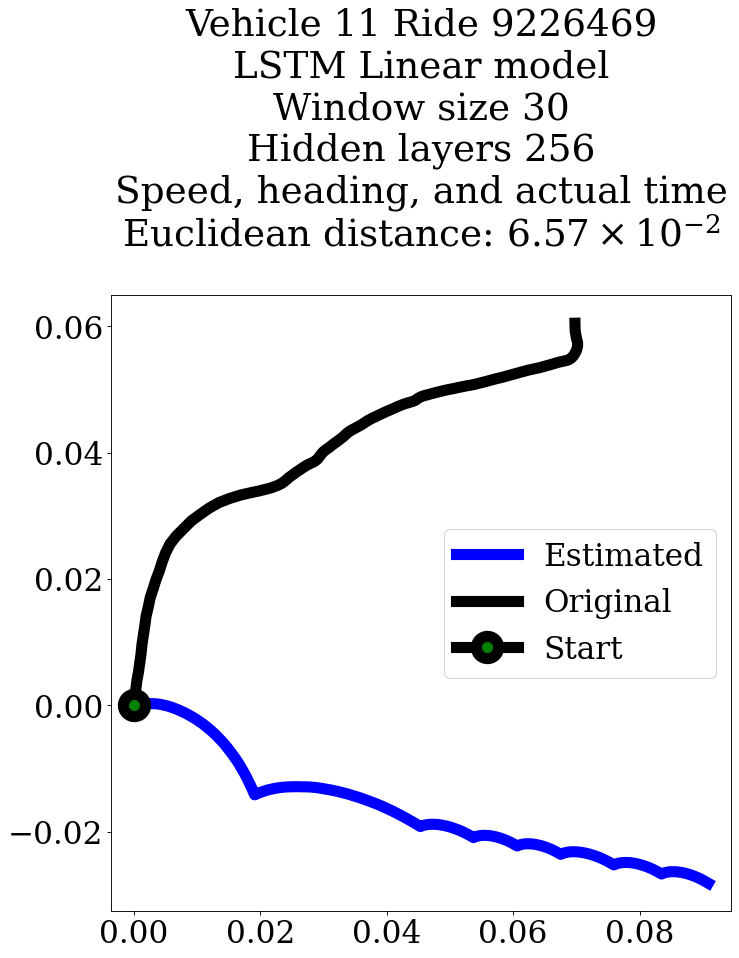 Vehicle 11 Ride 9226469
LSTM Linear model
Window size 30
Hidden layers 256
Speed, heading, and actual time
Euclidean distance: 6.57 × 10⁻²
0.06
0.04
0.02
0.00
−0.02
Estimated
Original
Start
0.00 0.02 0.04 0.06 0.08